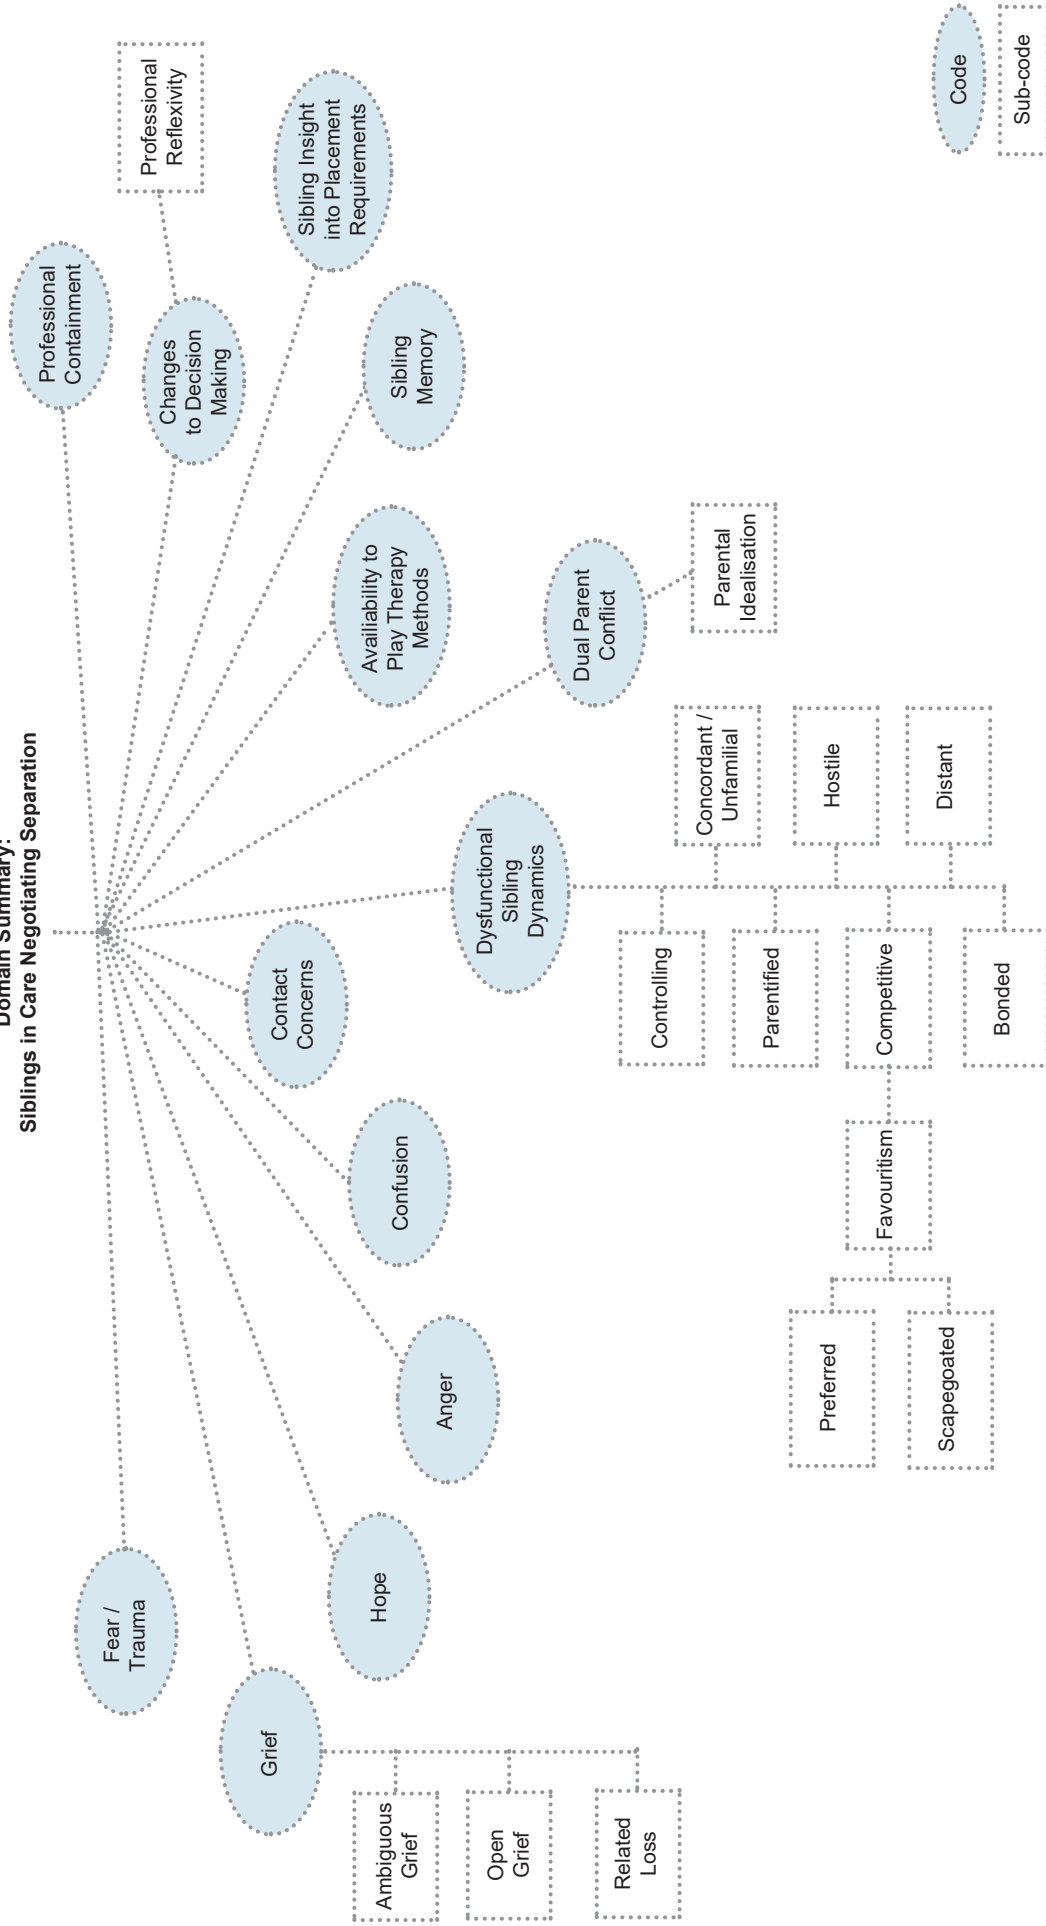 Domain Summary:
Siblings in Care Negotiating Separation
Fear /
Trauma
Grief
Ambiguous
Grief
Open
Grief
Related
Loss
Hope
Anger
Confusion
Contact
Concerns
Dysfunctional
Sibling
Dynamics
Controlling
Parentified
Competitive
Bonded
Concordant /
Unfamilial
Hostile
Distant
Favouritism
Preferred
Scapegoated
Dual Parent
Conflict
Parental
Idealisation
Availiability to
Play Therapy
Methods
Sibling
Memory
Sibling Insight
into Placement
Requirements
Changes
to Decision
Making
Professional
Reflexivity
Professional
Containment
Code
Sub-code